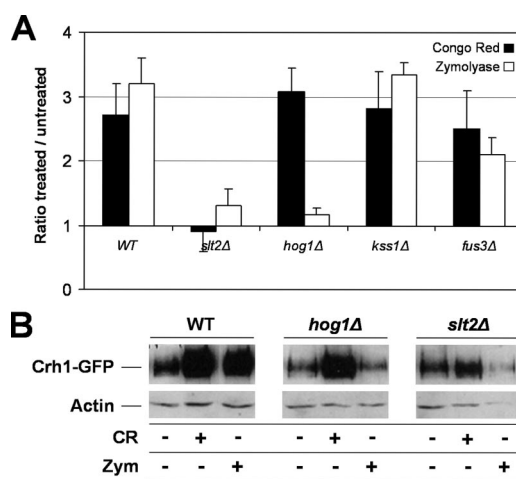 A
4
3
2
1
0
Ratio treated / untreated
Congo Red
Zymolyase
WT
slt2Δ
hog1Δ
kss1Δ
fus3Δ
B
WT
hog1Δ
slt2Δ
Crh1-GFP
Actin
CR - + - - + - - + -
Zym - - + - - + - - +